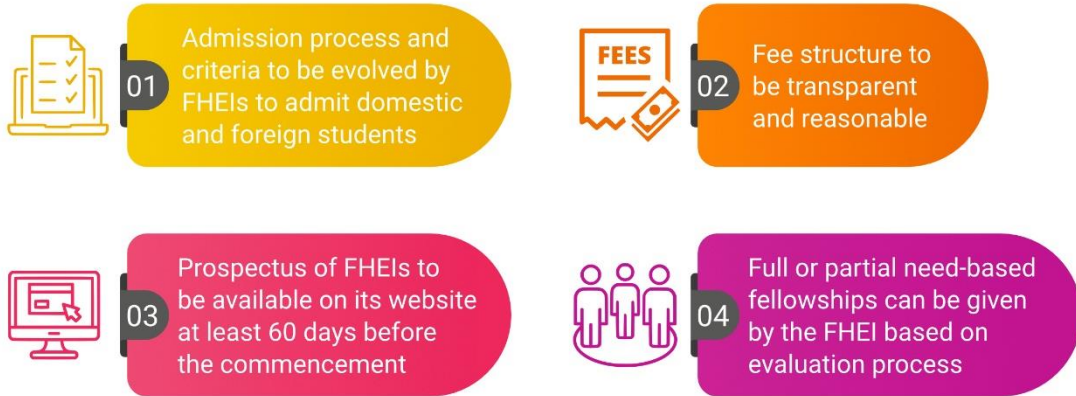 01
Admission process and
criteria to be evolved by
FHEIs to admit domestic
and foreign students
FEES
02
Fee structure to
be transparent
and reasonable
03
Prospectus of FHEIs to
be available on its website
at least 60 days before
the commencement
04
Full or partial need-based
fellowships can be given
by the FHEI based on
evaluation process